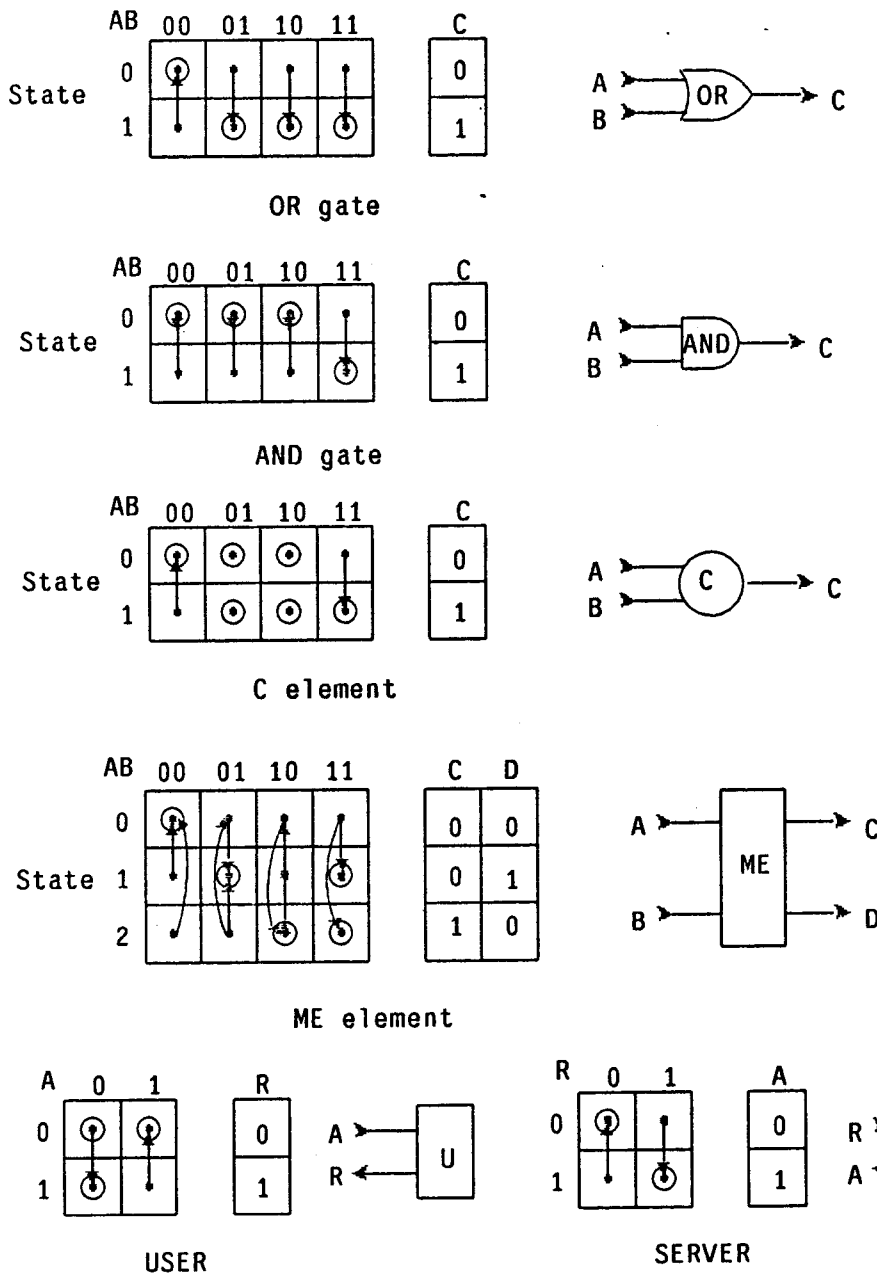 AB 00 01 10 11 C
0 0
State A OR C
1 1 B
OR gate
AB 00 01 10 11 C
0 0
State A AND C
1 1 B
AND gate
AB 00 01 10 11 C
0 0
State A C C
1 1 B
C element
AB 00 01 10 11 C D
0 0 0 A C
State 1 0 1 ME
2 1 0 B D
ME element
A 0 1 R R 0 1 A
0 0 A U 0 0 R
1 1 R 1 1 A
USER SERVER